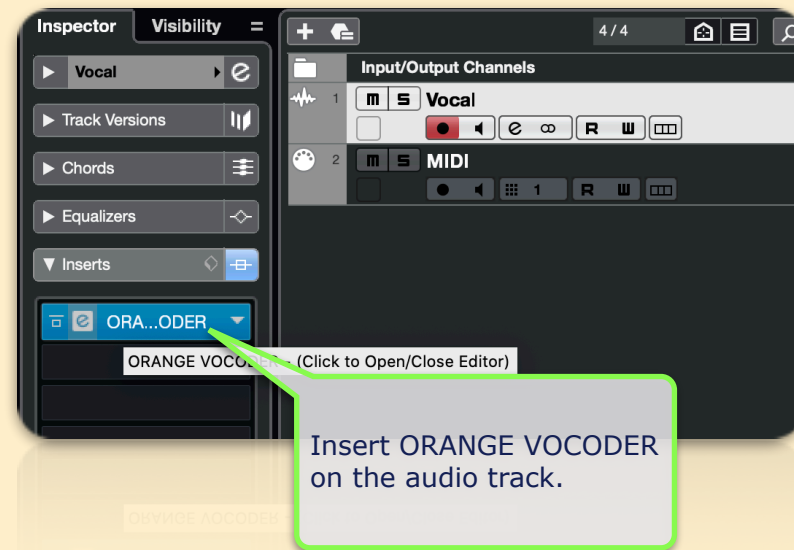 Inspector Visibility
4 / 4
Vocal
Input/Output Channels
1 m S Vocal
Track Versions
e R W
2 m S MIDI
Chords
1 R W
Equalizers
Inserts
e ORA...ODER
ORANGE VOCODER - (Click to Open/Close Editor)
Insert ORANGE VOCODER
on the audio track.